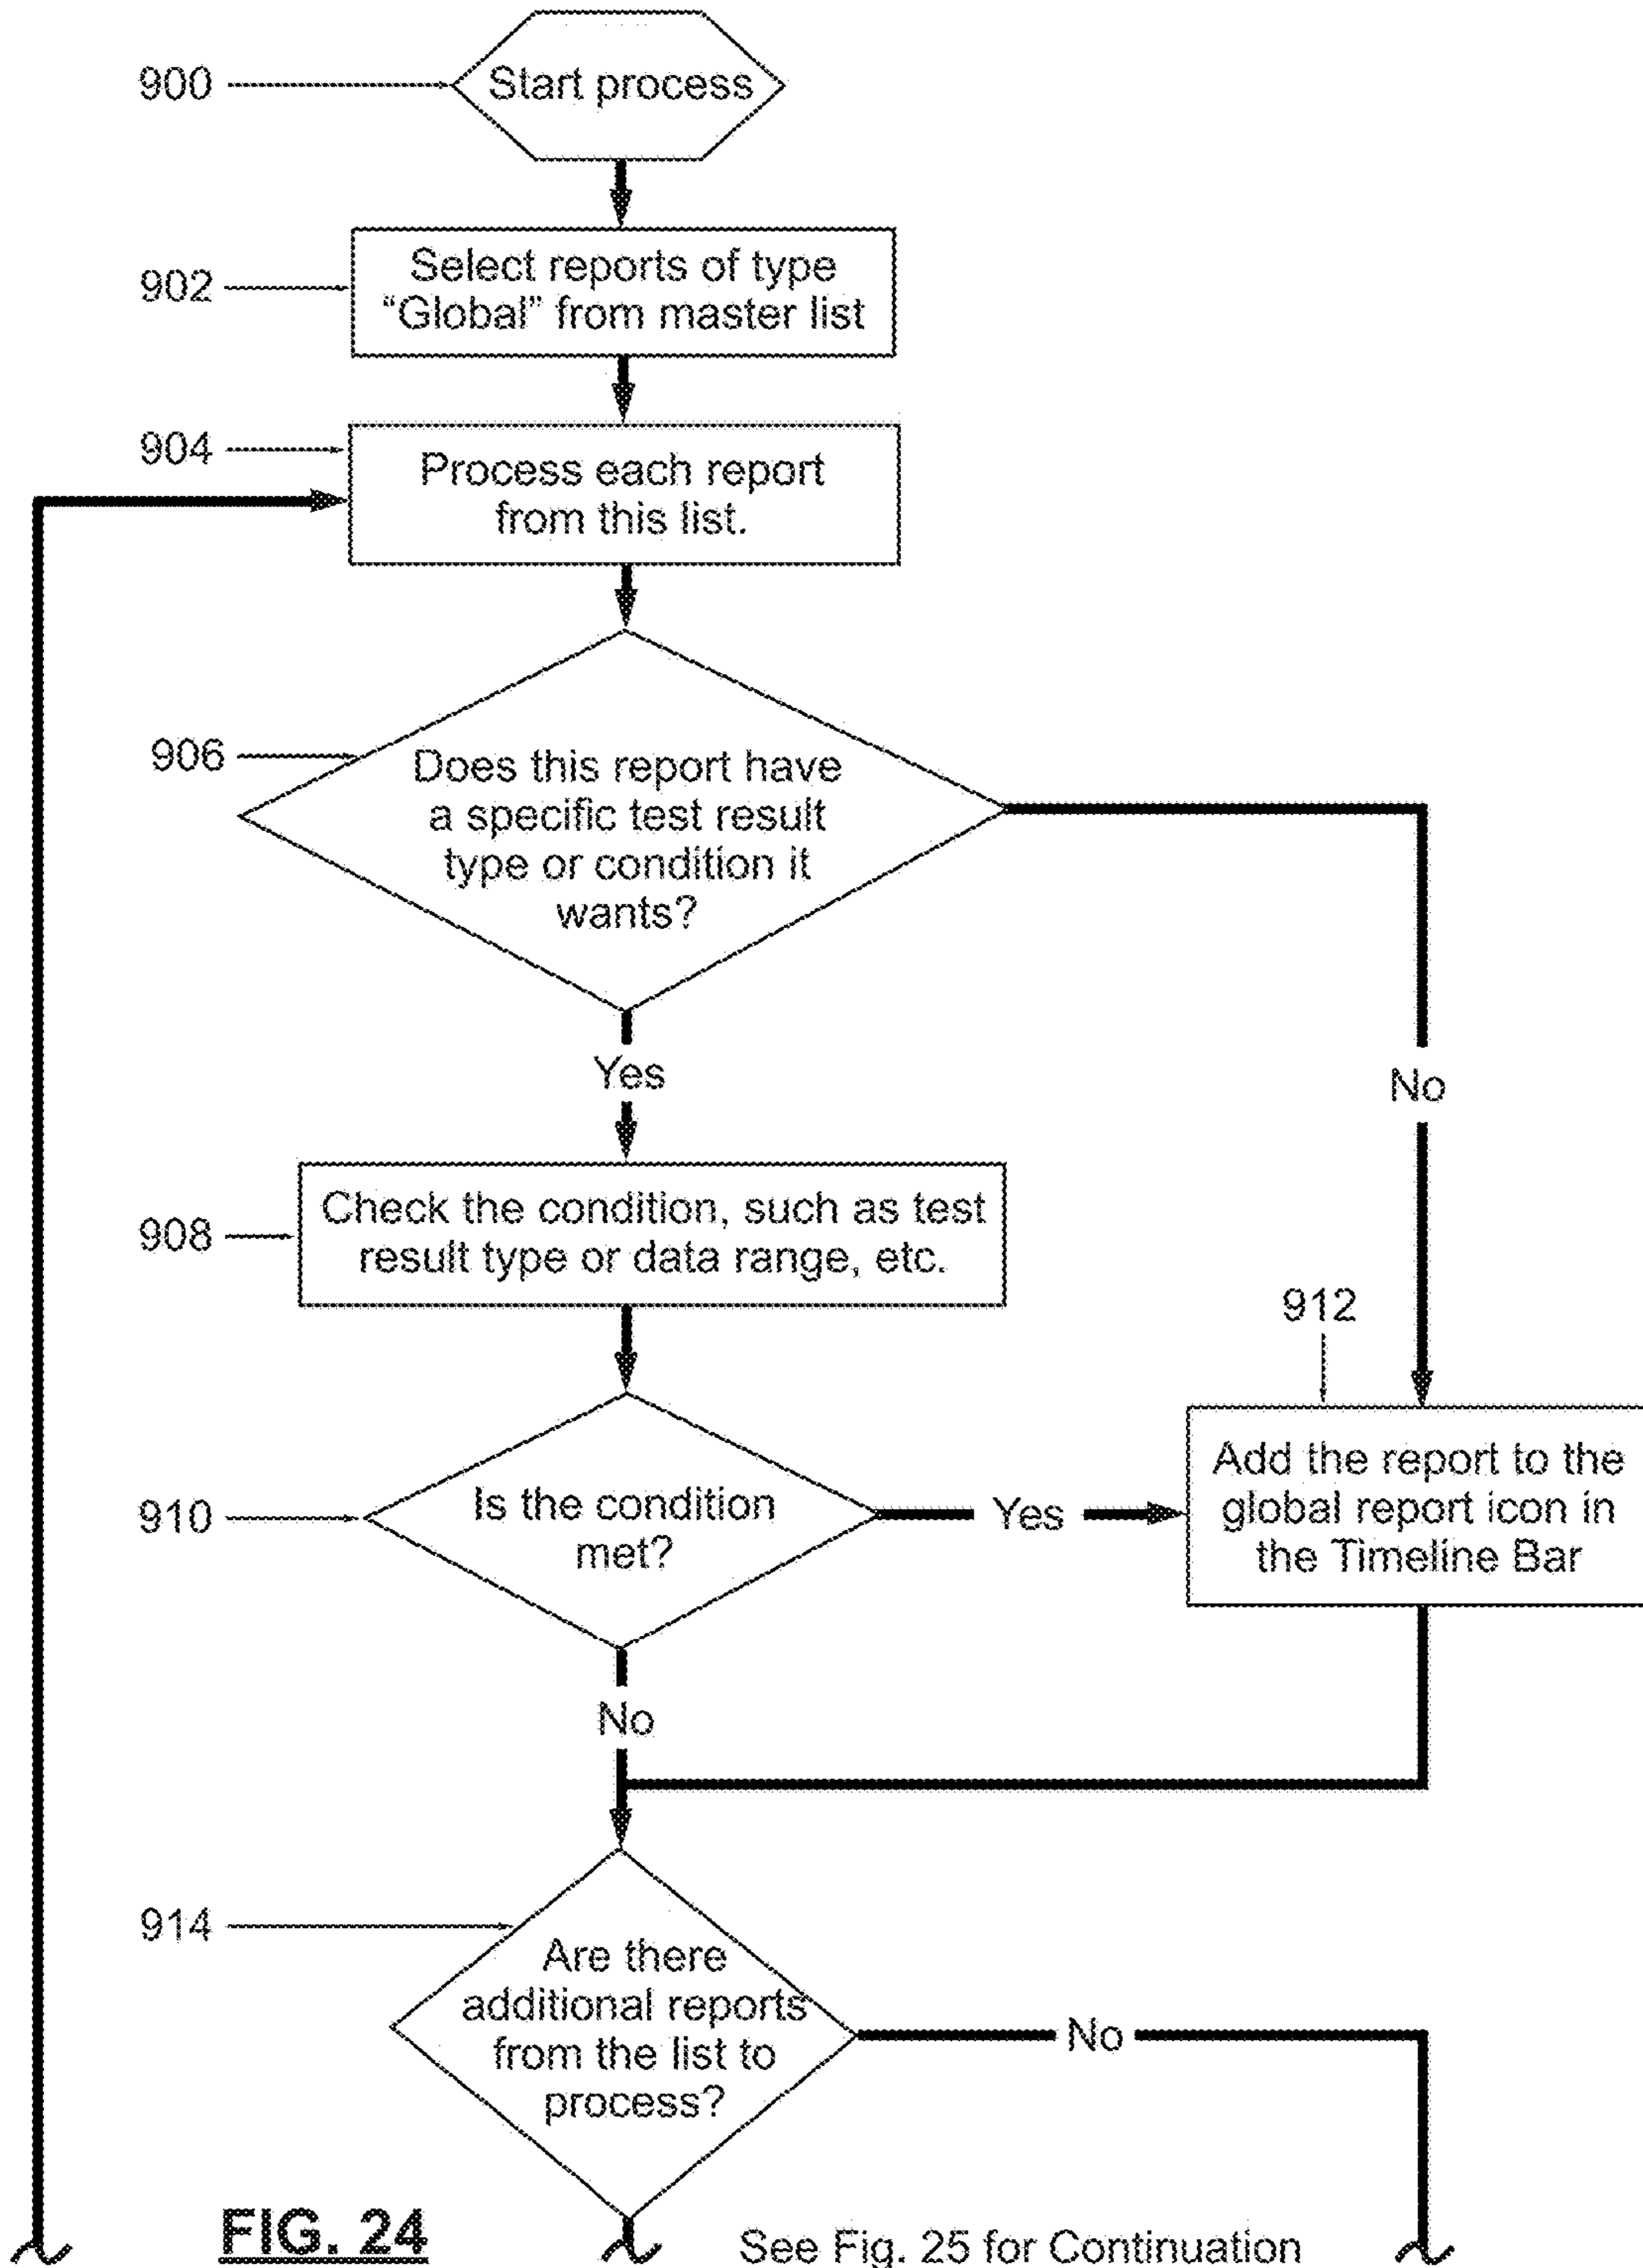 900
Start process
902
Select reports of type
“Global” from master list
904
Process each report
from this list.
906
Does this report have
a specific test result
type or condition it
wants?
Yes
No
908
Check the condition, such as test
result type or data range, etc.
912
910
Is the condition
met?
Yes
Add the report to the
global report icon in
the Timeline Bar
No
914
Are there
additional reports
from the list to
process?
No
FIG. 24
See Fig. 25 for Continuation